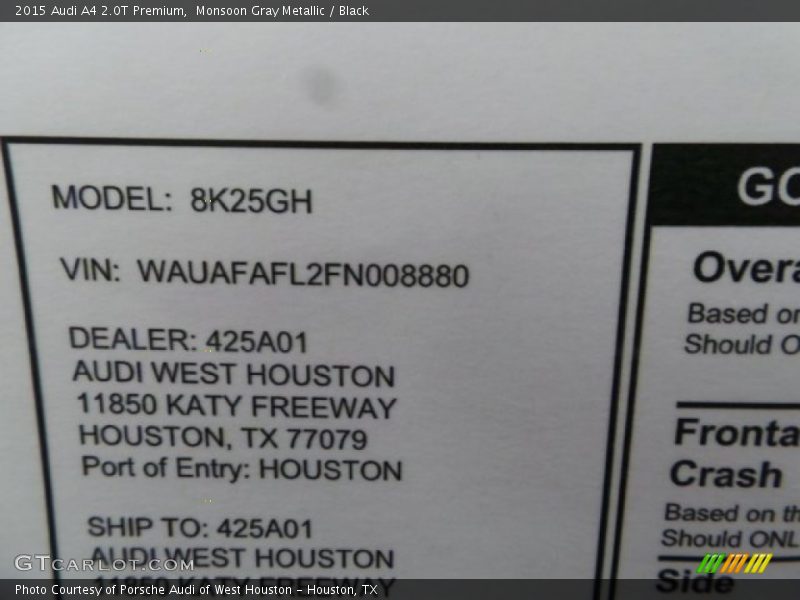 2015 Audi A4 2.0T Premium,  Monsoon Gray Metallic / Black
MODEL: 8K25GH
VIN: WAUAFAFL2FN008880
DEALER: 425A01
AUDI WEST HOUSTON
11850 KATY FREEWAY
HOUSTON, TX 77079
Port of Entry: HOUSTON
SHIP TO: 425A01
AUDI WEST HOUSTON
11850 KATY FREEWAY
GO
Overa
Based on
Should O
Fronta
Crash
Based on th
Should ONL
Side
GTCARLOT.COM
Photo Courtesy of Porsche Audi of West Houston - Houston, TX